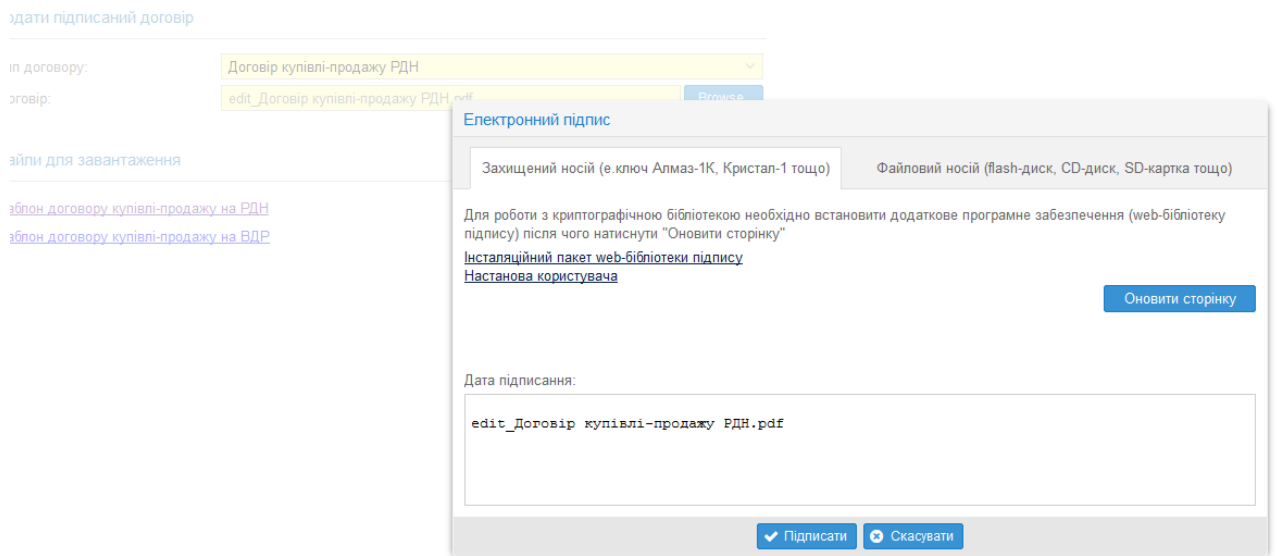 одати підписаний договір
ип договору:
Договір купівлі-продажу РДН
оговір:
edit_Договір купівлі-продажу РДН.pdf
Browse
айли для завантаження
аблон договору купівлі-продажу на РДН
аблон договору купівлі-продажу на ВДР
Електронний підпис
Захищений носій (е.ключ Алмаз-1К, Кристал-1 тощо)
Файловий носій (flash-диск, CD-диск, SD-картка тощо)
Для роботи з криптографічною бібліотекою необхідно встановити додаткове програмне забезпечення (web-бібліотеку
підпису) після чого натиснути "Оновити сторінку"
Інсталяційний пакет web-бібліотеки підпису
Настанова користувача
Оновити сторінку
Дата підписання:
edit_Договір купівлі-продажу РДН.pdf
Підписати
Скасувати